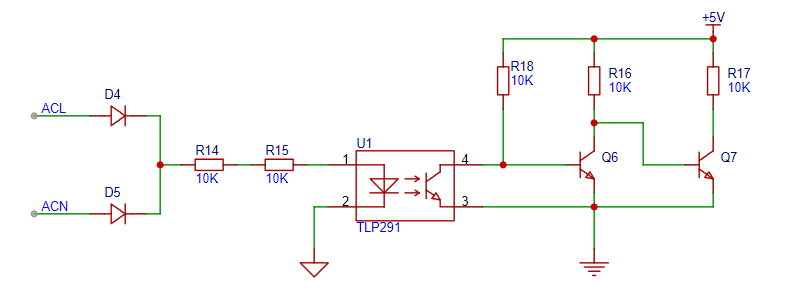 +5V
R18
10K
R16
10K
R17
10K
D4
ACL
R14
10K
R15
10K
U1
1
4
2
3
TLP291
Q6
Q7
D5
ACN